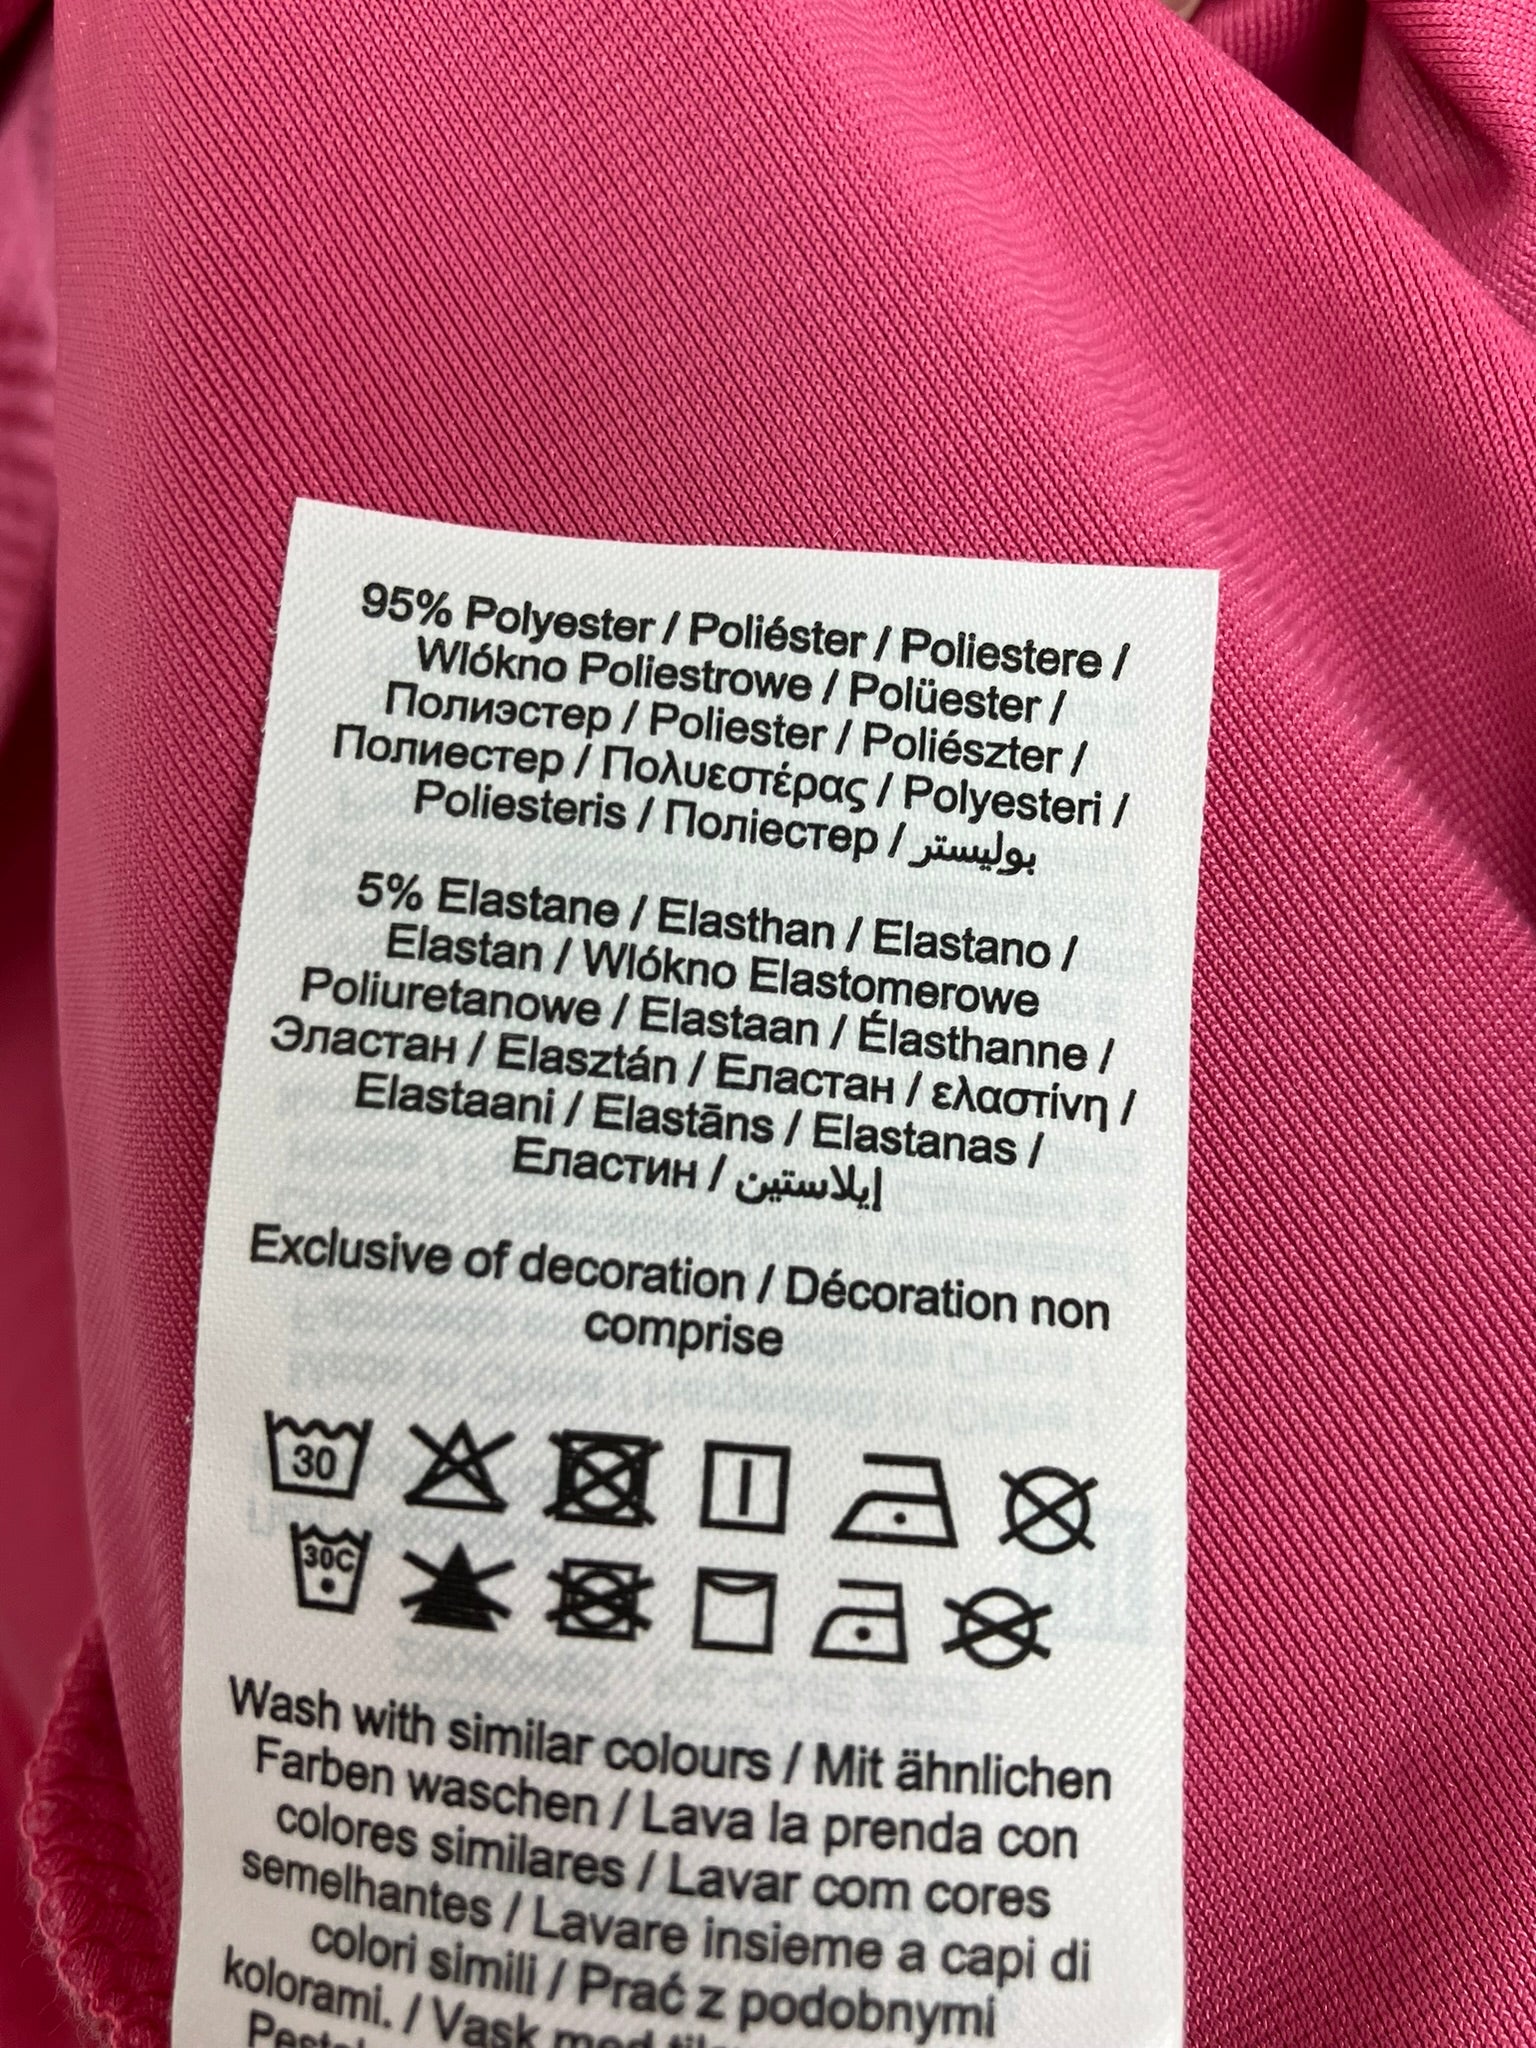 95% Polyester / Poliéster / Poliestere /
Wlókno Poliestrowe / Polüester /
Полиэстер / Poliester / Poliészter /
Полиестер / Πολυεστέρας / Polyesteri /
Poliesteris / Поліестер / بوليستر
5% Elastane / Elasthan / Elastano /
Elastan / Wlókno Elastomerowe
Poliuretanowe / Elastaan / Élasthanne /
Эластан / Elasztán / Еластан / ελαστίνη /
Elastaani / Elastāns / Elastanas /
Еластин / إيلاستين
Exclusive of decoration / Décoration non
comprise
30
30C
Wash with similar colours / Mit ähnlichen
Farben waschen / Lava la prenda con
colores similares / Lavar com cores
semelhantes / Lavare insieme a capi di
colori simili / Prać z podobnymi
kolorami. / Vask med